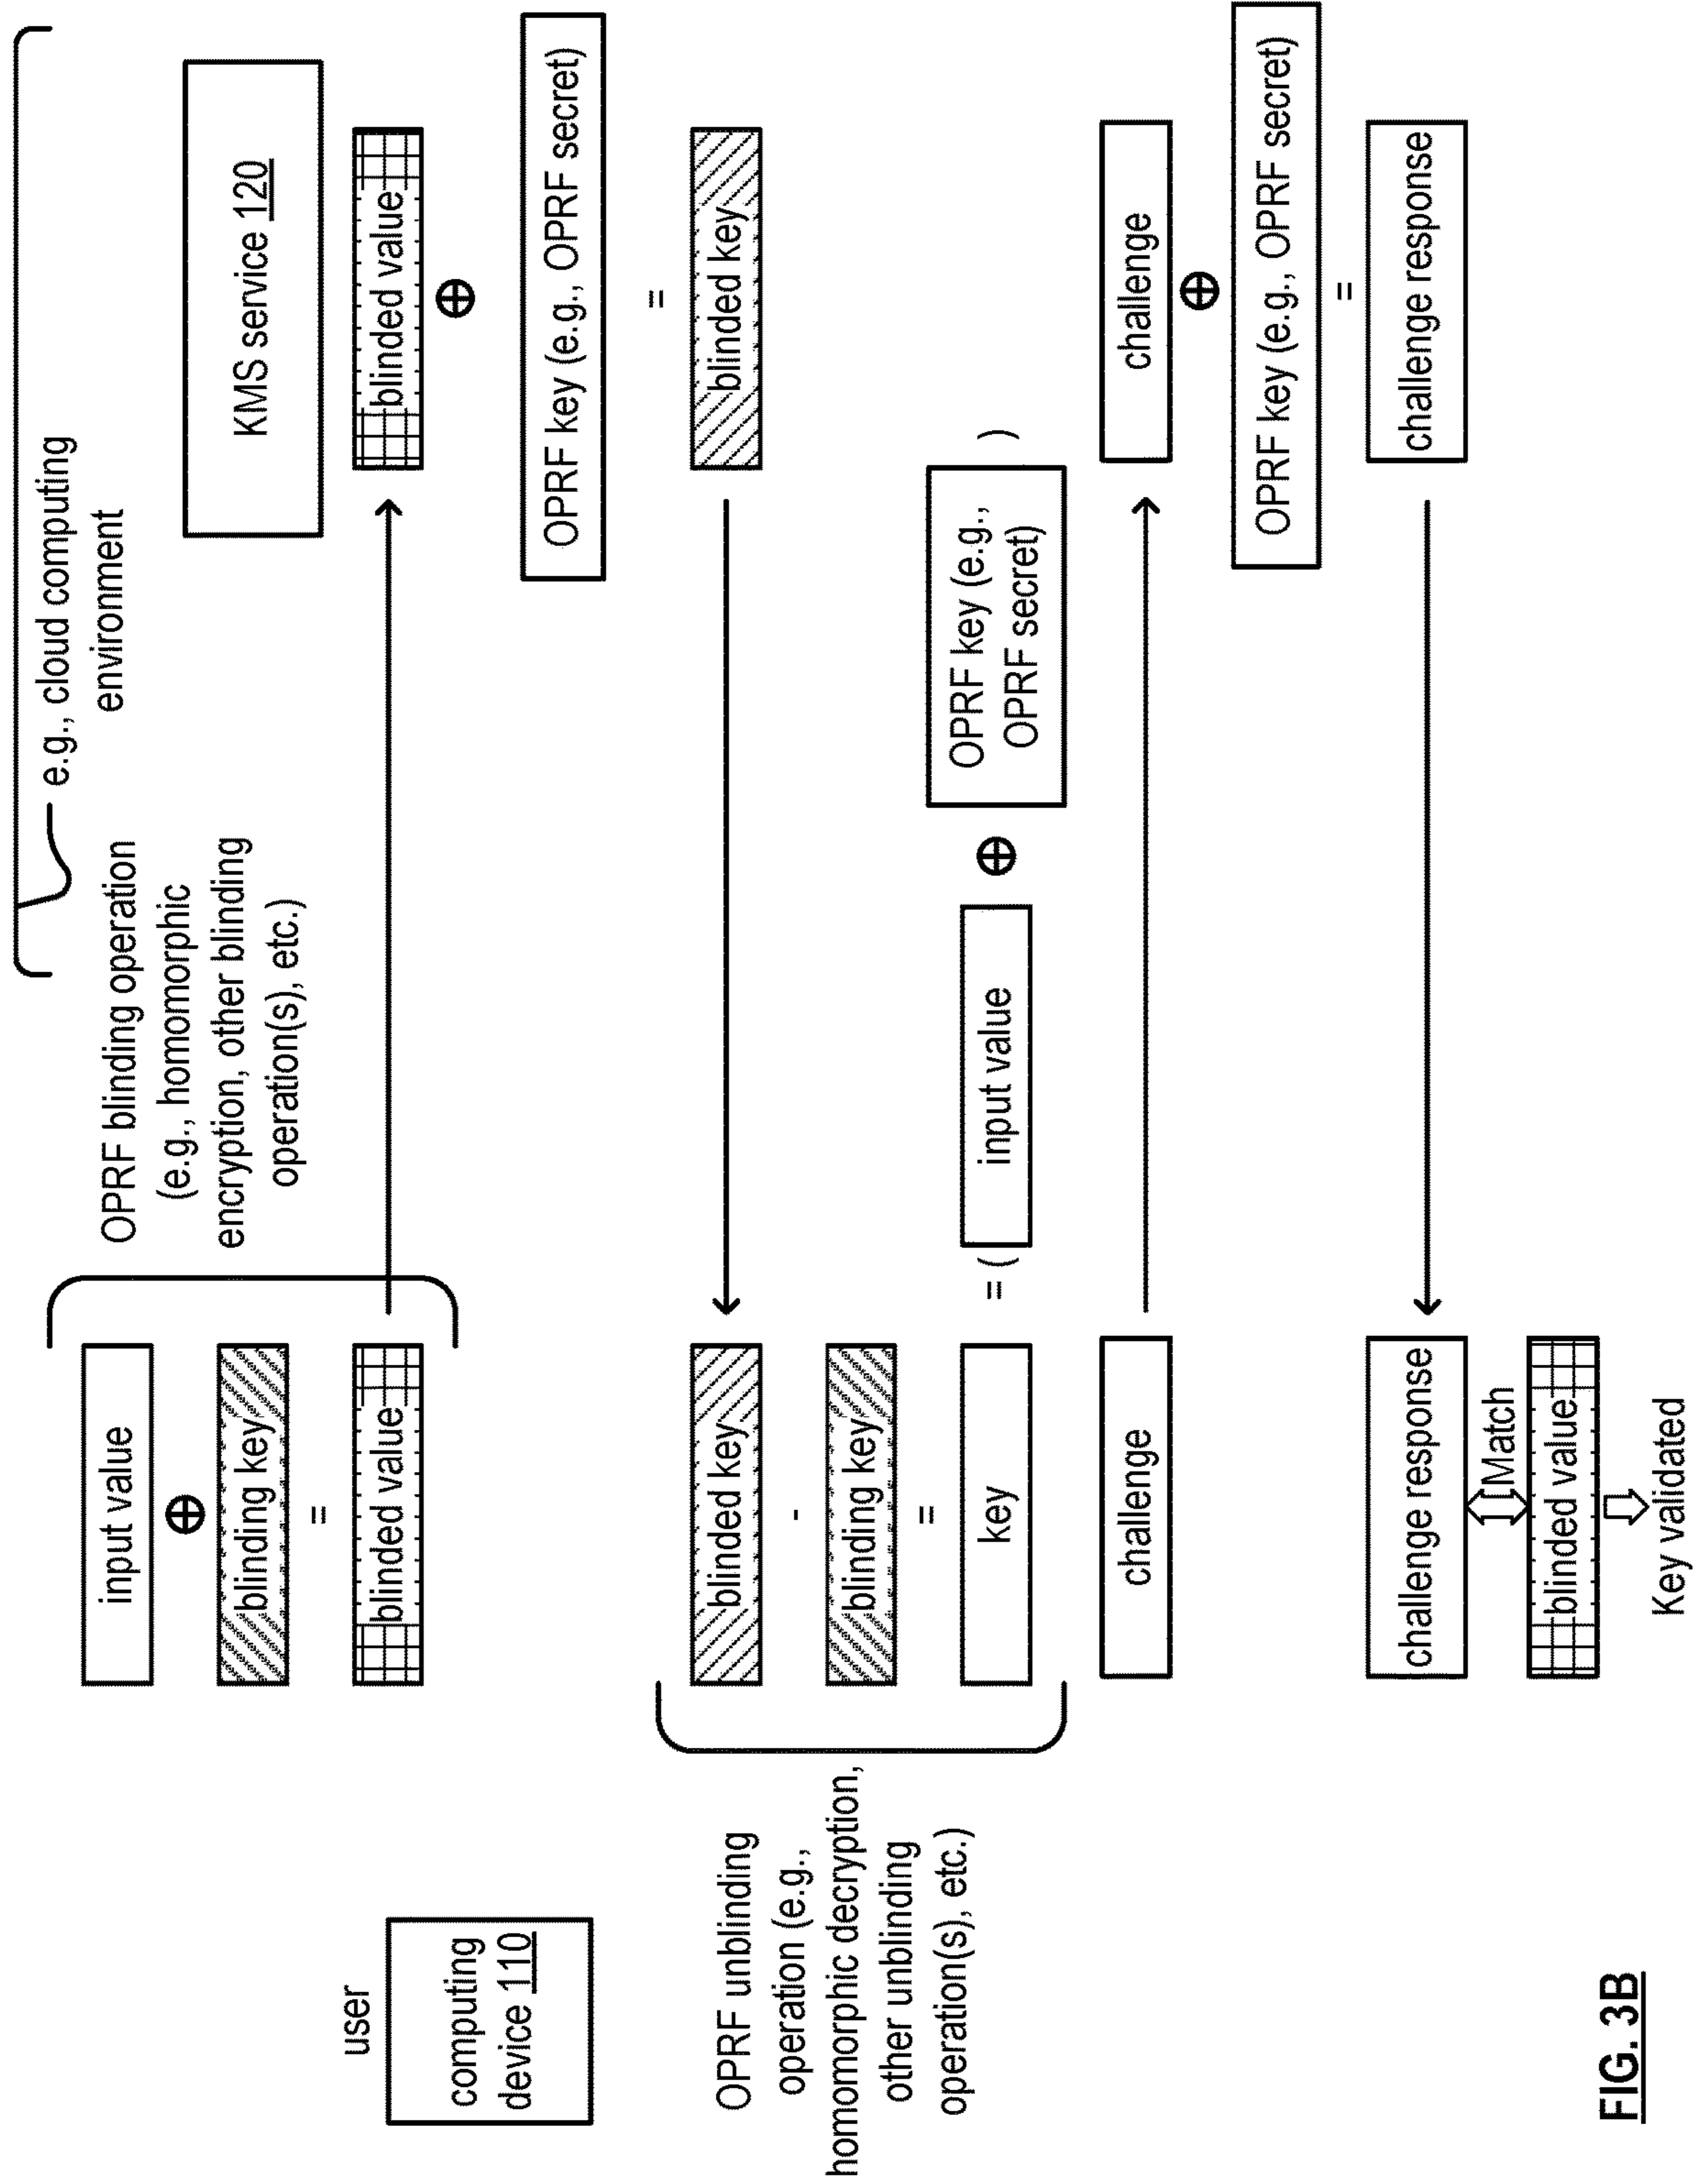 e.g., cloud computing
environment
OPRF blinding operation
(e.g., homomorphic
encryption, other blinding
operation(s), etc.)
user
computing
device 110
input value
⊕
blinding key
=
blinded value
KMS service 120
blinded value
⊕
OPRF key (e.g., OPRF secret)
=
blinded key
OPRF unblinding
operation (e.g.,
homomorphic decryption,
other unblinding
operation(s), etc.)
blinded key
-
blinding key
=
key
= ( input value ⊕ OPRF key (e.g.,
OPRF secret) )
challenge
challenge
⊕
OPRF key (e.g., OPRF secret)
=
challenge response
challenge response
Match
blinded value
Key validated
FIG. 3B